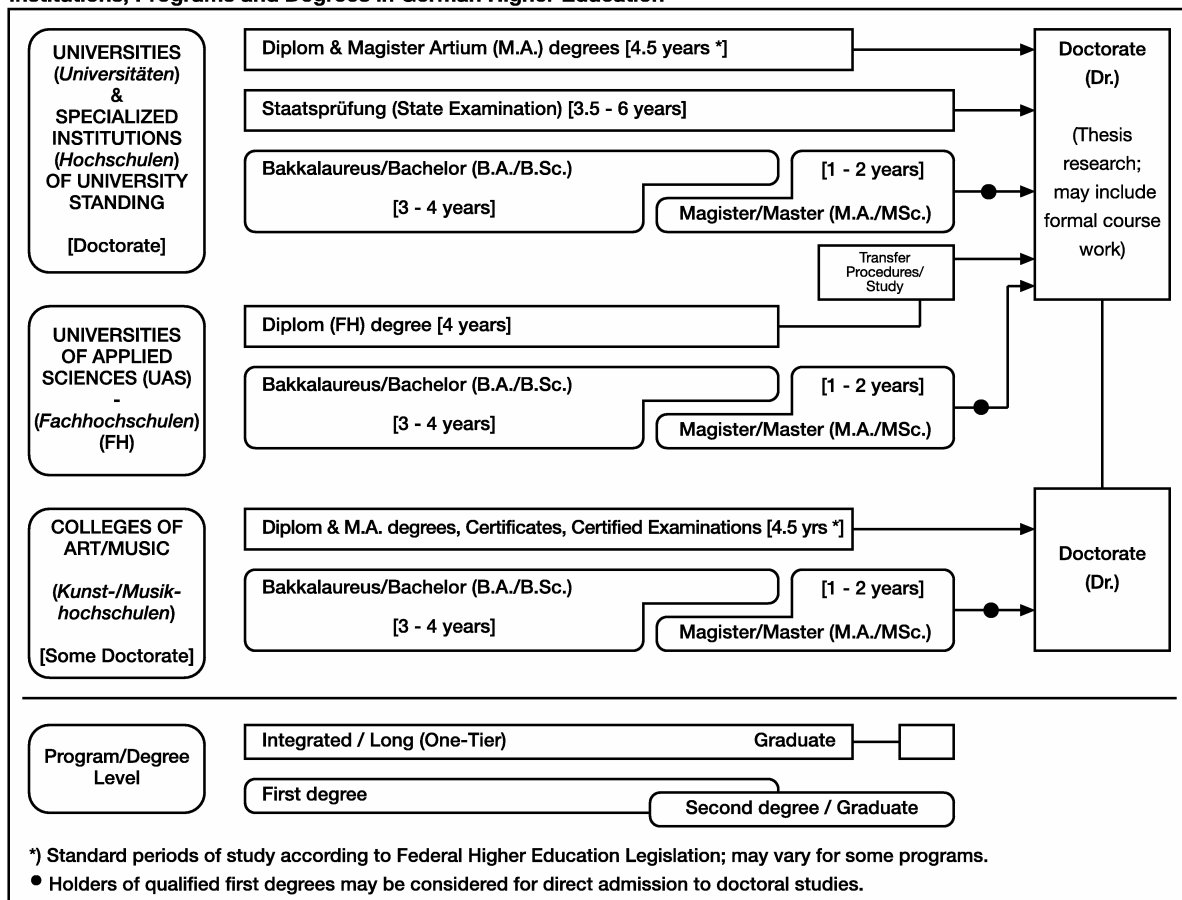 Institutions, Programs and Degrees in German Higher Education
UNIVERSITIES
(Universitäten)
&
SPECIALIZED
INSTITUTIONS
(Hochschulen)
OF UNIVERSITY
STANDING
[Doctorate]
Diplom & Magister Artium (M.A.) degrees [4.5 years *]
Staatsprüfung (State Examination) [3.5 - 6 years]
Bakkalaureus/Bachelor (B.A./B.Sc.)
[3 - 4 years]
[1 - 2 years]
Magister/Master (M.A./MSc.)
Transfer
Procedures/
Study
Doctorate
(Dr.)
(Thesis
research;
may include
formal course
work)
UNIVERSITIES
OF APPLIED
SCIENCES (UAS)
-
(Fachhochschulen)
(FH)
Diplom (FH) degree [4 years]
Bakkalaureus/Bachelor (B.A./B.Sc.)
[3 - 4 years]
[1 - 2 years]
Magister/Master (M.A./MSc.)
COLLEGES OF
ART/MUSIC
(Kunst-/Musik-
hochschulen)
[Some Doctorate]
Diplom & M.A. degrees, Certificates, Certified Examinations [4.5 yrs *]
Bakkalaureus/Bachelor (B.A./B.Sc.)
[3 - 4 years]
[1 - 2 years]
Magister/Master (M.A./MSc.)
Doctorate
(Dr.)
Program/Degree
Level
Integrated / Long (One-Tier) Graduate
First degree
Second degree / Graduate
*) Standard periods of study according to Federal Higher Education Legislation; may vary for some programs.
● Holders of qualified first degrees may be considered for direct admission to doctoral studies.